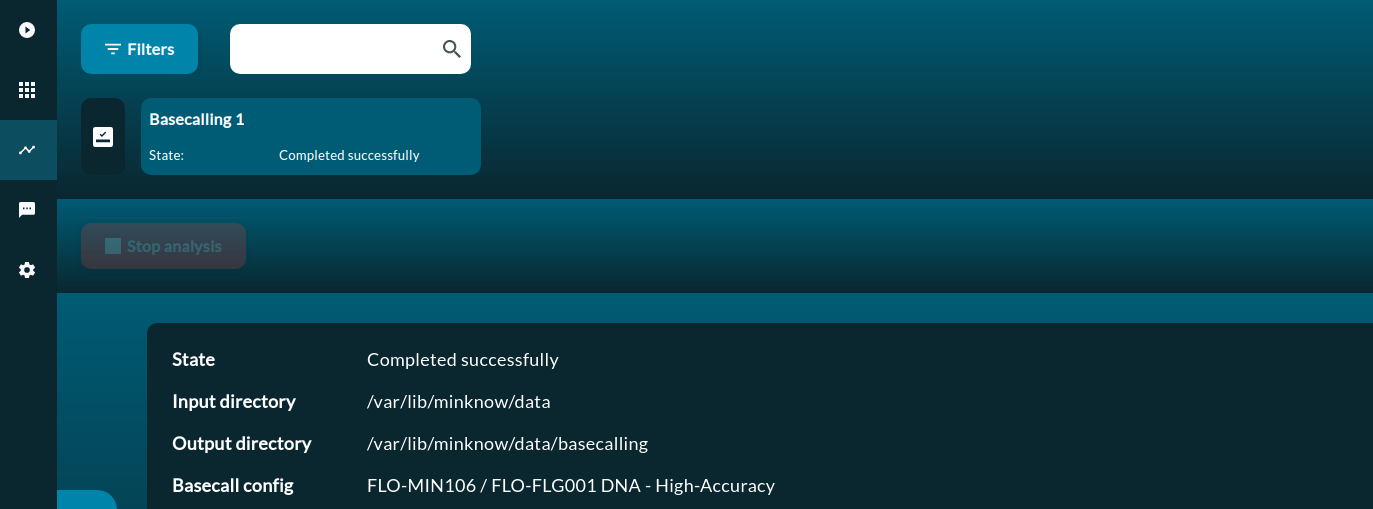 Filters
Basecalling 1
State: Completed successfully
Stop analysis
State Completed successfully
Input directory /var/lib/minknow/data
Output directory /var/lib/minknow/data/basecalling
Basecall config FLO-MIN106 / FLO-FLG001 DNA - High-Accuracy